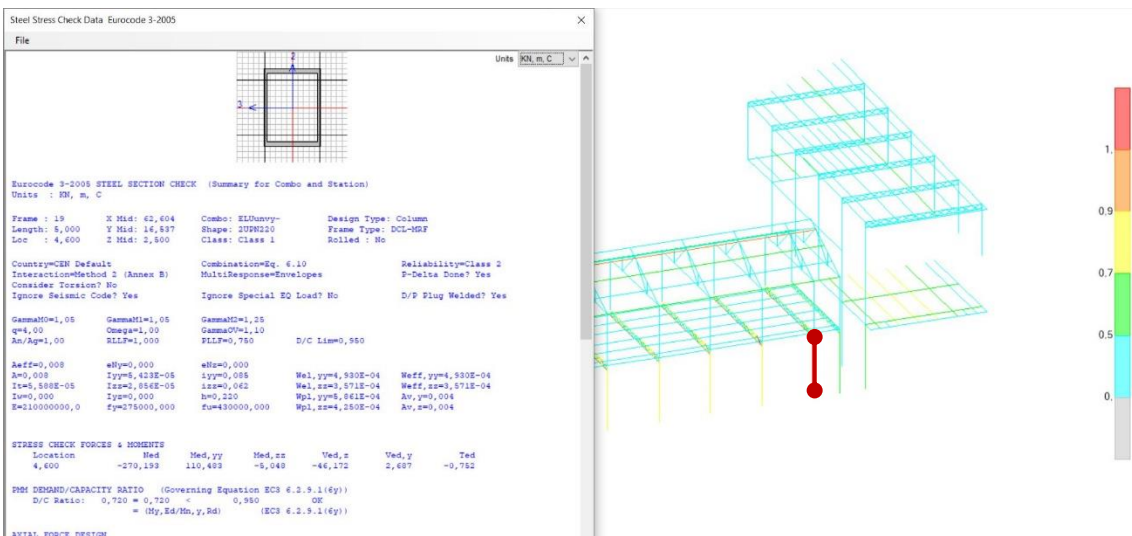 Steel Stress Check Data Eurocode 3-2005
File
2
Units KN, m, C
3
Eurocode 3-2005 STEEL SECTION CHECK (Summary for Combo and Station)
Units : KN, m, C
Frame : 19 X Mid: 62,604 Combo: ELUunvy- Design Type: Column
Length: 5,000 Y Mid: 16,537 Shape: 2UPN220 Frame Type: DCL-MRF
Loc : 4,600 Z Mid: 2,500 Class: Class 1 Rolled : No
Country=CEN Default Combination=Eq. 6.10 Reliability=Class 2
Interaction=Method 2 (Annex B) MultiResponse=Envelopes P-Delta Done? Yes
Consider Torsion? No
Ignore Seismic Code? Yes Ignore Special EQ Load? No D/P Plug Welded? Yes
GammaM0=1,05 GammaM1=1,05 GammaM2=1,25
q=4,00 Omega=1,00 GammaOV=1,10
An/Ag=1,00 RLLF=1,000 PLLF=0,750 D/C Lim=0,950
Aeff=0,008 eNy=0,000 eNz=0,000
A=0,008 Iyy=5,423E-05 iyy=0,085 Wel,yy=4,930E-04 Weff,yy=4,930E-04
It=5,588E-05 Izz=2,856E-05 izz=0,062 Wel,zz=3,571E-04 Weff,zz=3,571E-04
Iw=0,000 Iyz=0,000 h=0,220 Wpl,yy=5,861E-04 Av,y=0,004
E=210000000,0 fy=275000,000 fu=430000,000 Wpl,zz=4,250E-04 Av,z=0,004
STRESS CHECK FORCES & MOMENTS
Location Ned Med,yy Med,zz Ved,z Ved,y Ted
4,600 -270,193 110,483 -5,048 -46,172 2,687 -0,752
PMM DEMAND/CAPACITY RATIO (Governing Equation EC3 6.2.9.1(6y))
D/C Ratio: 0,720 = 0,720 < 0,950 OK
= (My,Ed/Mn,y,Rd) (EC3 6.2.9.1(6y))
AXIAL FORCE DESIGN
1,
0.9
0.7
0.5
0,